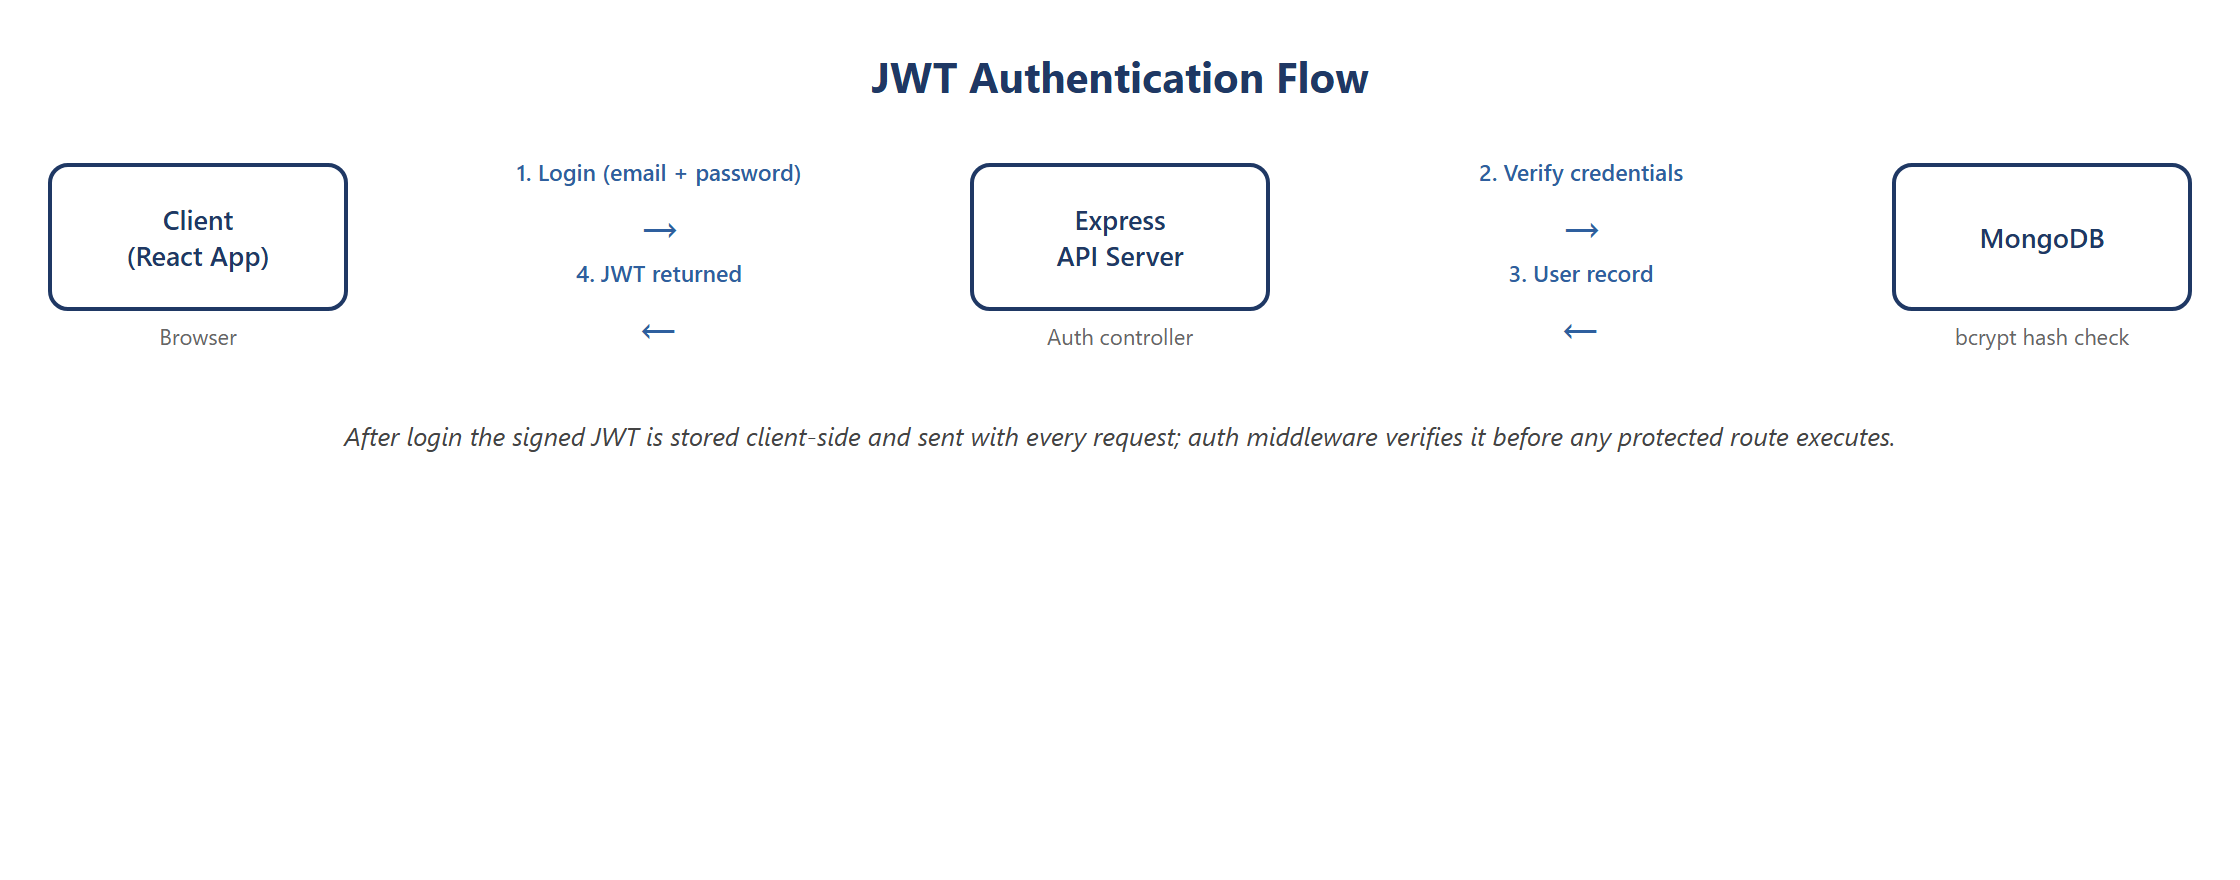 JWT Authentication Flow
Client
(React App)
Browser
1. Login (email + password)
→
4. JWT returned
←
Express
API Server
Auth controller
2. Verify credentials
→
3. User record
←
MongoDB
bcrypt hash check
After login the signed JWT is stored client-side and sent with every request; auth middleware verifies it before any protected route executes.